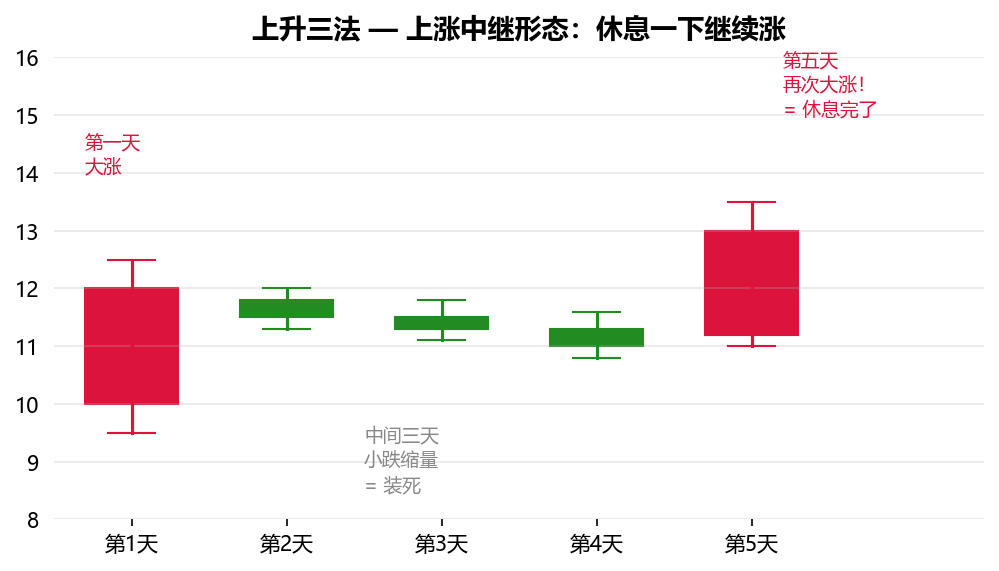 上升三法 — 上涨中继形态：休息一下继续涨
16
15
14
13
12
11
10
9
8
第一天
大涨
第五天
再次大涨！
= 休息完了
中间三天
小跌缩量
= 装死
第1天
第2天
第3天
第4天
第5天